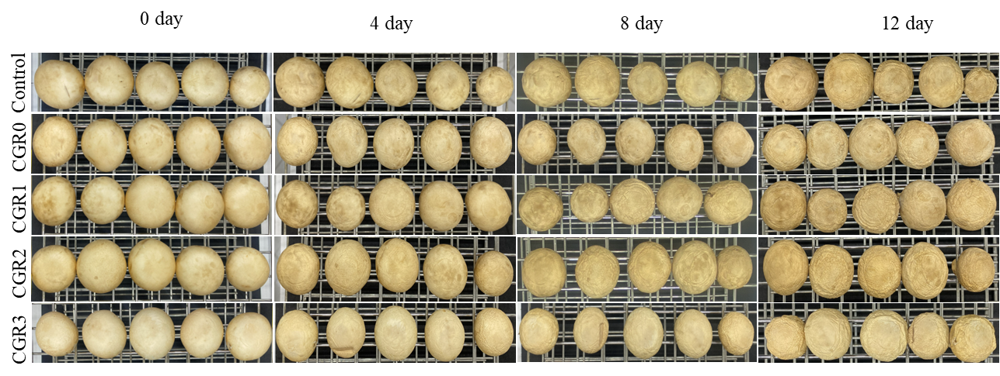 0 day
4 day
8 day
12 day
Control
CGR0
CGR1
CGR2
CGR3